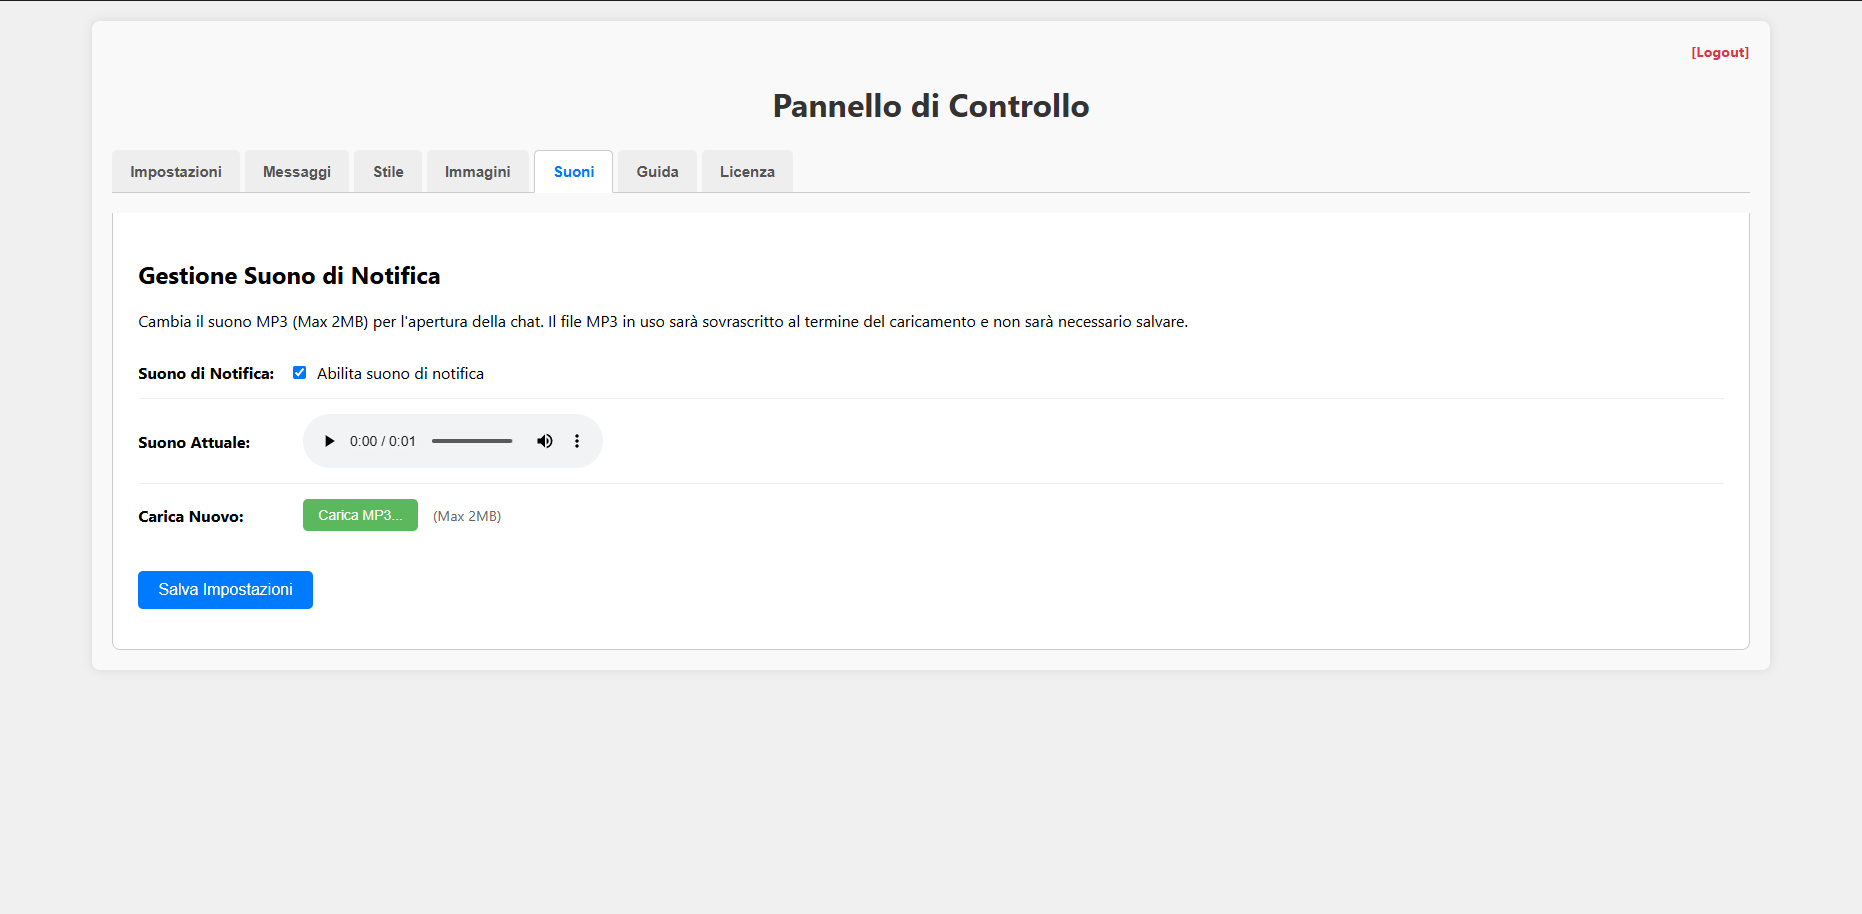 [Logout]
Pannello di Controllo
Impostazioni Messaggi Stile Immagini Suoni Guida Licenza
Gestione Suono di Notifica
Cambia il suono MP3 (Max 2MB) per l'apertura della chat. Il file MP3 in uso sarà sovrascritto al termine del caricamento e non sarà necessario salvare.
Suono di Notifica: Abilita suono di notifica
Suono Attuale: 0:00 / 0:01
Carica Nuovo: Carica MP3... (Max 2MB)
Salva Impostazioni